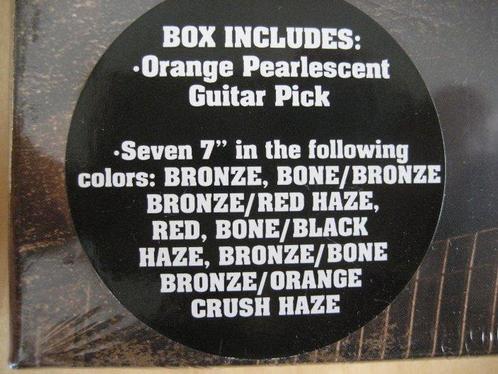 BOX INCLUDES:
·Orange Pearlescent
Guitar Pick
·Seven 7” in the following
colors: BRONZE, BONE/BRONZE
BRONZE/RED HAZE,
RED, BONE/BLACK
HAZE, BRONZE/BONE
BRONZE/ORANGE
CRUSH HAZE